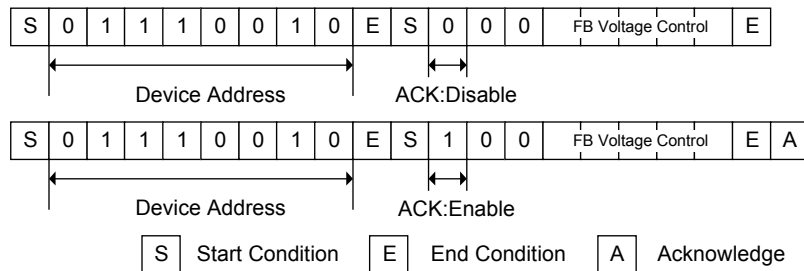 S 0 1 1 1 0 0 1 0 E S 0 0 0 FB Voltage Control E
Device Address ACK:Disable
S 0 1 1 1 0 0 1 0 E S 1 0 0 FB Voltage Control E A
Device Address ACK:Enable
S Start Condition E End Condition A Acknowledge